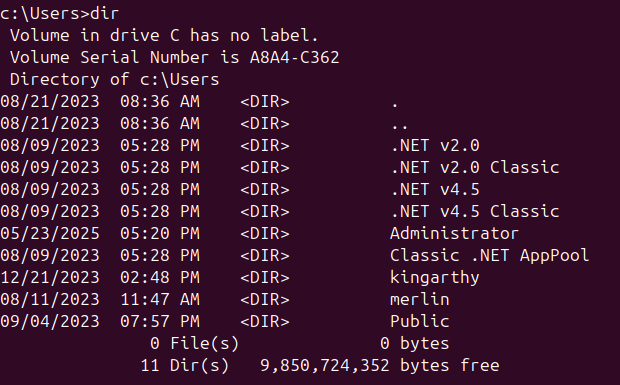 c:\Users>dir
 Volume in drive C has no label.
 Volume Serial Number is A8A4-C362
 Directory of c:\Users
08/21/2023  08:36 AM    <DIR>          .
08/21/2023  08:36 AM    <DIR>          ..
08/09/2023  05:28 PM    <DIR>          .NET v2.0
08/09/2023  05:28 PM    <DIR>          .NET v2.0 Classic
08/09/2023  05:28 PM    <DIR>          .NET v4.5
08/09/2023  05:28 PM    <DIR>          .NET v4.5 Classic
05/23/2025  05:20 PM    <DIR>          Administrator
08/09/2023  05:28 PM    <DIR>          Classic .NET AppPool
12/21/2023  02:48 PM    <DIR>          kingarthy
08/11/2023  11:47 AM    <DIR>          merlin
09/04/2023  07:57 PM    <DIR>          Public
               0 File(s)              0 bytes
              11 Dir(s)   9,850,724,352 bytes free